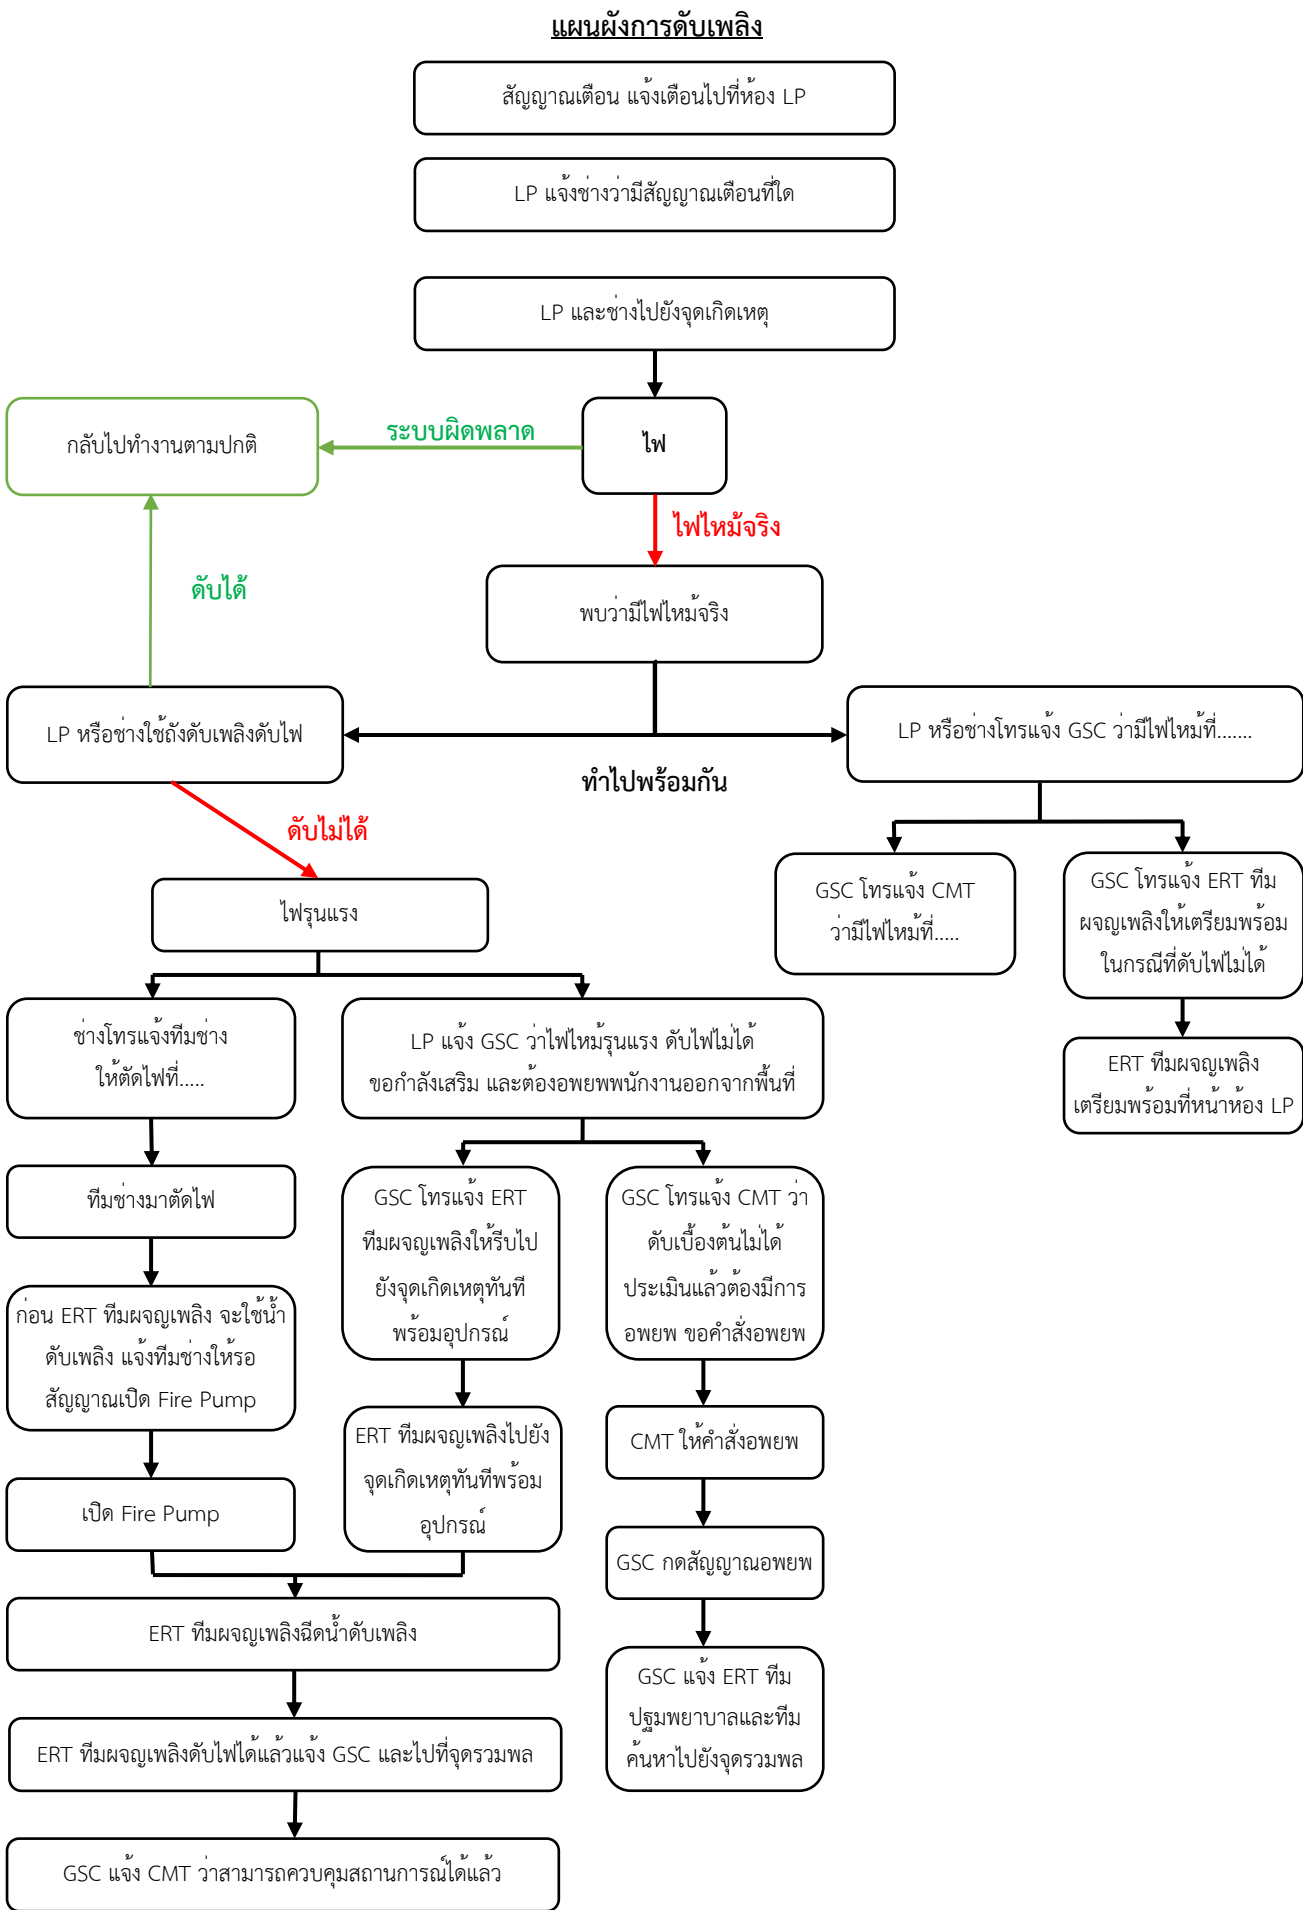 แผนผังการดับเพลิง
สัญญาณเตือน แจ้งเตือนไปที่ห้อง LP
LP แจ้งช่างว่ามีสัญญาณเตือนที่ใด
LP และช่างไปยังจุดเกิดเหตุ
กลับไปทำงานตามปกติ
ระบบผิดพลาด
ไฟ
ไฟไหม้จริง
ดับได้
พบว่ามีไฟไหม้จริง
LP หรือช่างใช้ถังดับเพลิงดับไฟ
LP หรือช่างโทรแจ้ง GSC ว่ามีไฟไหม้ที่.......
ทำไปพร้อมกัน
ดับไม่ได้
ไฟรุนแรง
GSC โทรแจ้ง CMT
ว่ามีไฟไหม้ที่.....
GSC โทรแจ้ง ERT ทีม
ผจญเพลิงให้เตรียมพร้อม
ในกรณีที่ดับไฟไม่ได้
ช่างโทรแจ้งทีมช่าง
ให้ตัดไฟที่.....
LP แจ้ง GSC ว่าไฟไหม้รุนแรง ดับไฟไม่ได้
ขอกำลังเสริม และต้องอพยพพนักงานออกจากพื้นที่
ERT ทีมผจญเพลิง
เตรียมพร้อมที่หน้าห้อง LP
ทีมช่างมาตัดไฟ
GSC โทรแจ้ง ERT
ทีมผจญเพลิงให้รีบไป
ยังจุดเกิดเหตุทันที
พร้อมอุปกรณ์
GSC โทรแจ้ง CMT ว่า
ดับเบื้องต้นไม่ได้
ประเมินแล้วต้องมีการ
อพยพ ขอคำสั่งอพยพ
ก่อน ERT ทีมผจญเพลิง จะใช้น้ำ
ดับเพลิง แจ้งทีมช่างให้รอ
สัญญาณเปิด Fire Pump
ERT ทีมผจญเพลิงไปยัง
จุดเกิดเหตุทันทีพร้อม
อุปกรณ์
CMT ให้คำสั่งอพยพ
เปิด Fire Pump
GSC กดสัญญาณอพยพ
ERT ทีมผจญเพลิงฉีดน้ำดับเพลิง
GSC แจ้ง ERT ทีม
ปฐมพยาบาลและทีม
ค้นหาไปยังจุดรวมพล
ERT ทีมผจญเพลิงดับไฟได้แล้วแจ้ง GSC และไปที่จุดรวมพล
GSC แจ้ง CMT ว่าสามารถควบคุมสถานการณ์ได้แล้ว